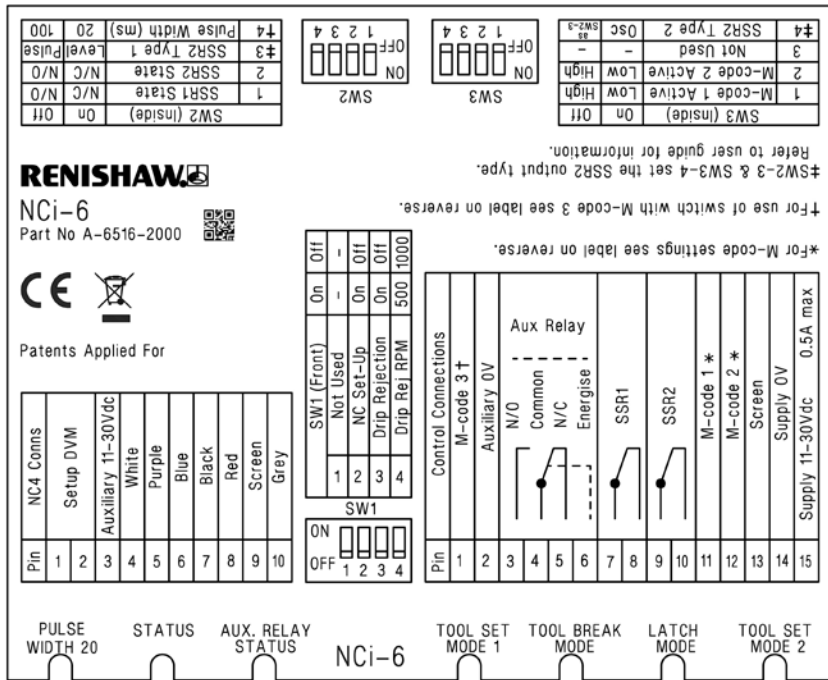 SW2 (Inside) On Off
1 SSR1 State N/C N/O
2 SSR2 State N/C N/O
3‡ SSR2 Type 1 Level Pulse
4† Pulse Width (ms) 20 100
SW2
ON
OFF
1 2 3 4
SW3
ON
OFF
1 2 3 4
SW3 (Inside) On Off
1 M-code 1 Active Low High
2 M-code 2 Active Low High
3 Not Used - -
4‡ SSR2 Type 2 Osc as SW2-3
*For M-code settings see label on reverse.
†For use of switch with M-code 3 see label on reverse.
‡SW2-3 & SW3-4 set the SSR2 output type.
Refer to user guide for information.
RENISHAW.
NCi-6
Part No A-6516-2000
CE
Patents Applied For
Pin NC4 Conns
1 2 Setup DVM
3 Auxiliary 11-30Vdc
4 White
5 Purple
6 Blue
7 Black
8 Red
9 Screen
10 Grey
SW1 (Front) On Off
1 Not Used - -
2 NC Set-Up On Off
3 Drip Rejection On Off
4 Drip Rej RPM 500 1000
SW1
ON
OFF
1 2 3 4
Pin Control Connections
1 M-code 3 †
2 Auxiliary 0V
Aux Relay
3 N/O
4 Common
5 N/C
6 Energise
7 8 SSR1
9 10 SSR2
11 M-code 1 *
12 M-code 2 *
13 Screen
14 Supply 0V
15 Supply 11-30Vdc 0.5A max
PULSE
WIDTH 20
STATUS
AUX. RELAY
STATUS
NCi-6
TOOL SET
MODE 1
TOOL BREAK
MODE
LATCH
MODE
TOOL SET
MODE 2